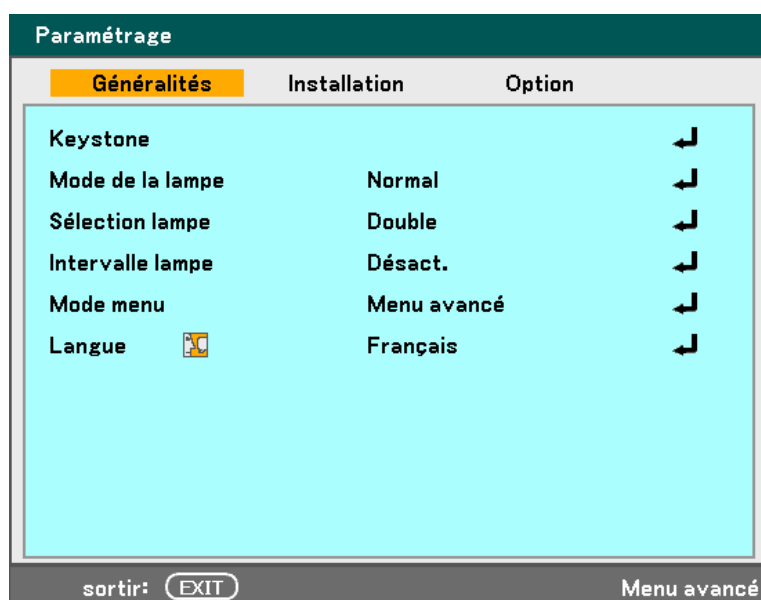 Paramétrage
Généralités Installation Option
Keystone
Mode de la lampe Normal
Sélection lampe Double
Intervalle lampe Désact.
Mode menu Menu avancé
Langue Français
sortir: EXIT Menu avancé